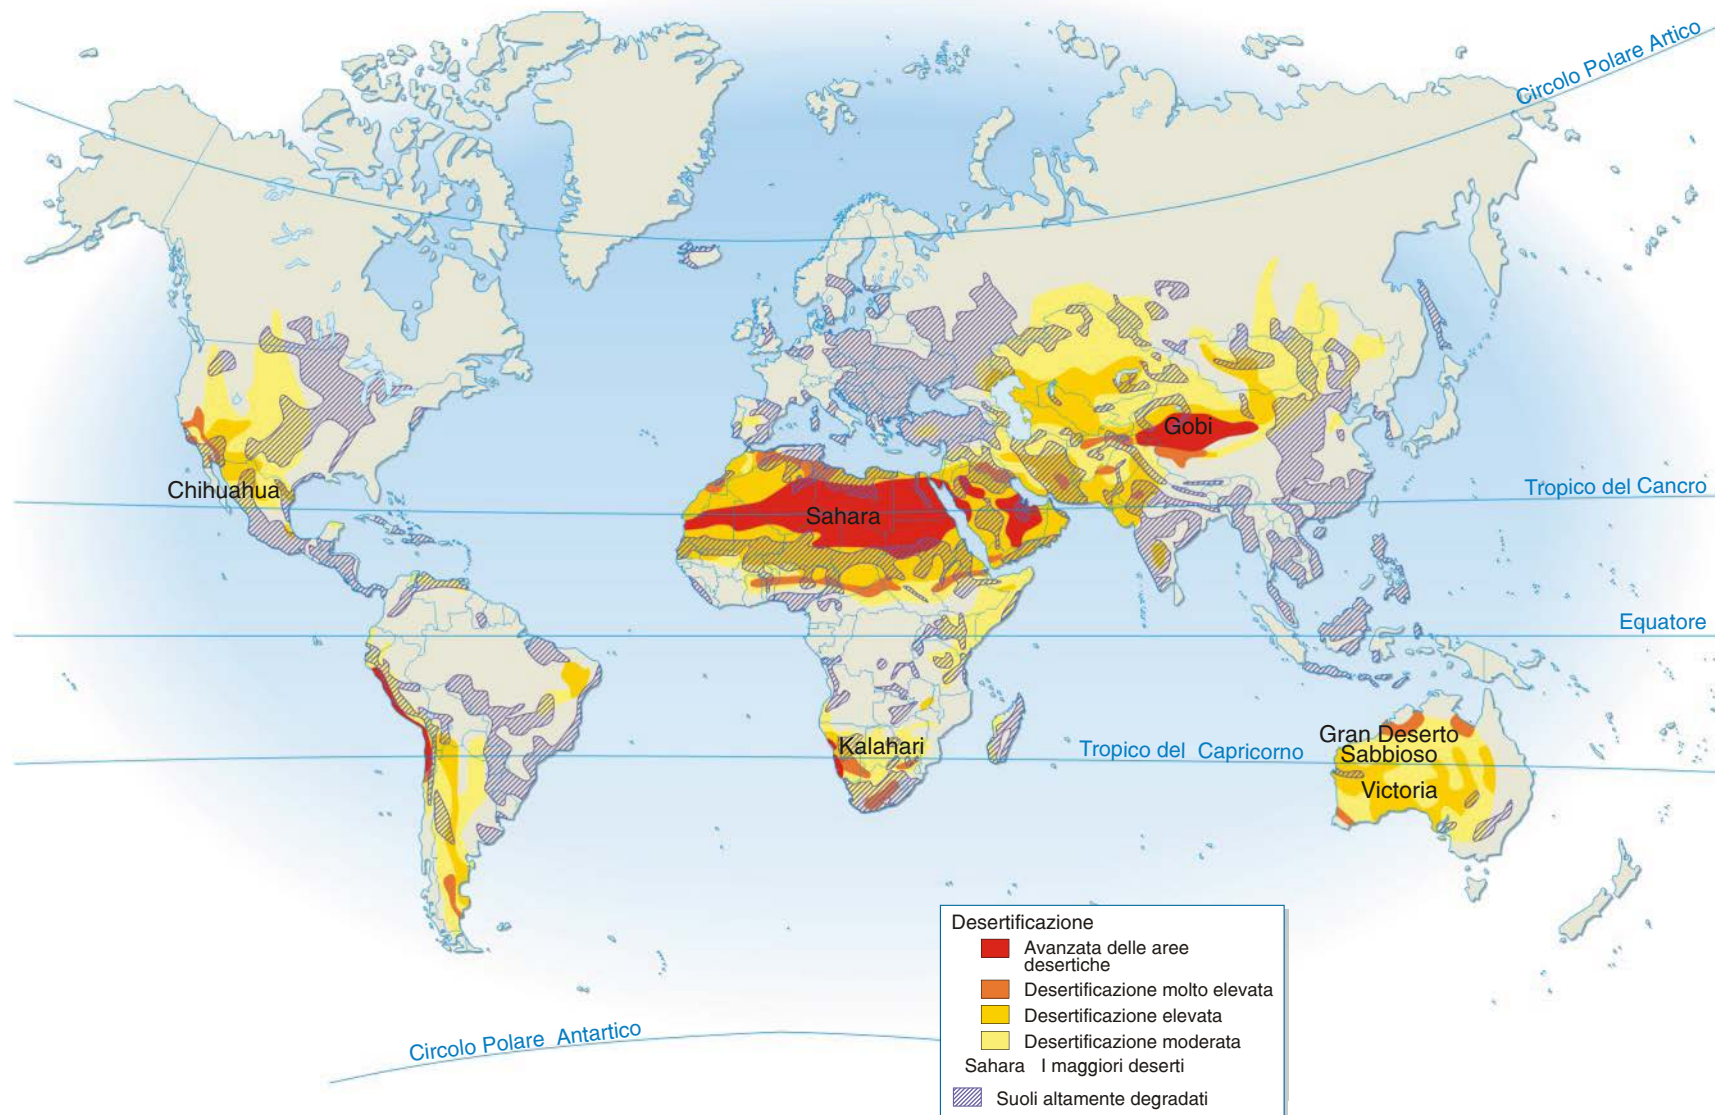 Circolo Polare Artico
Gobi
Chihuahua
Tropico del Cancro
Sahara
Equatore
Kalahari
Tropico del Capricorno
Gran Deserto
Sabbioso
Victoria
Desertificazione
Avanzata delle aree
desertiche
Desertificazione molto elevata
Desertificazione elevata
Desertificazione moderata
Sahara I maggiori deserti
Suoli altamente degradati
Circolo Polare Antartico